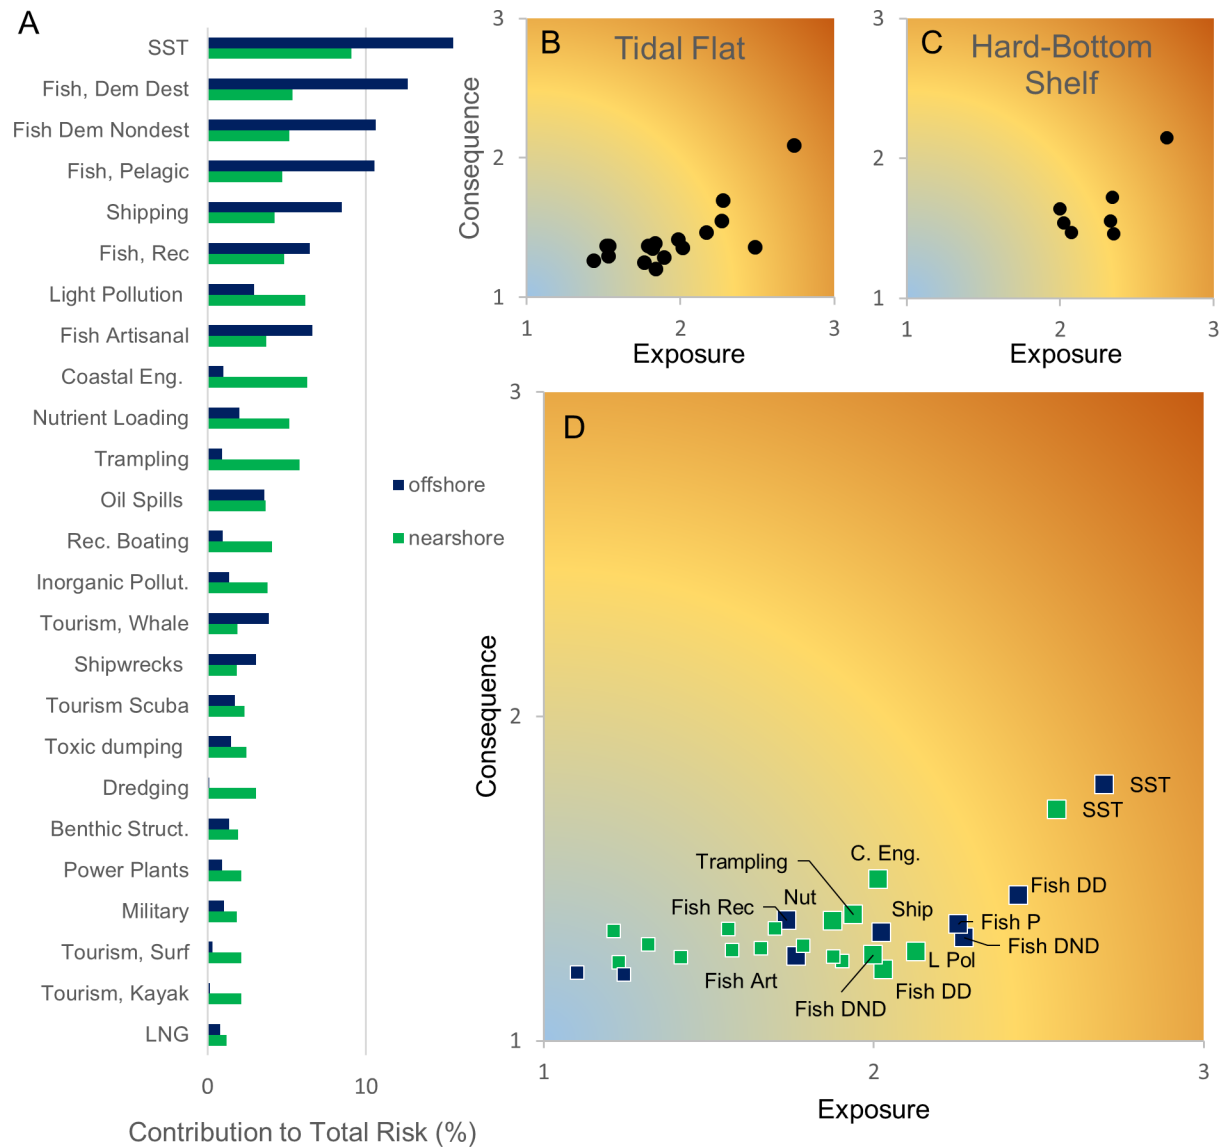 A
SST
Fish, Dem Dest
Fish Dem Nondest
Fish, Pelagic
Shipping
Fish, Rec
Light Pollution
Fish Artisanal
Coastal Eng.
Nutrient Loading
Trampling
Oil Spills
Rec. Boating
Inorganic Pollut.
Tourism, Whale
Shipwrecks
Tourism Scuba
Toxic dumping
Dredging
Benthic Struct.
Power Plants
Military
Tourism, Surf
Tourism, Kayak
LNG
0
10
Contribution to Total Risk (%)
offshore
nearshore
B
Tidal Flat
Consequence
3
2
1
1
2
3
Exposure
C
Hard-Bottom
Shelf
3
2
1
1
2
3
Exposure
D
Consequence
3
2
1
SST
SST
C. Eng.
Trampling
Fish DD
Nut
Fish Rec
Ship
Fish P
Fish DND
L Pol
Fish Art
Fish DD
Fish DND
1
2
3
Exposure